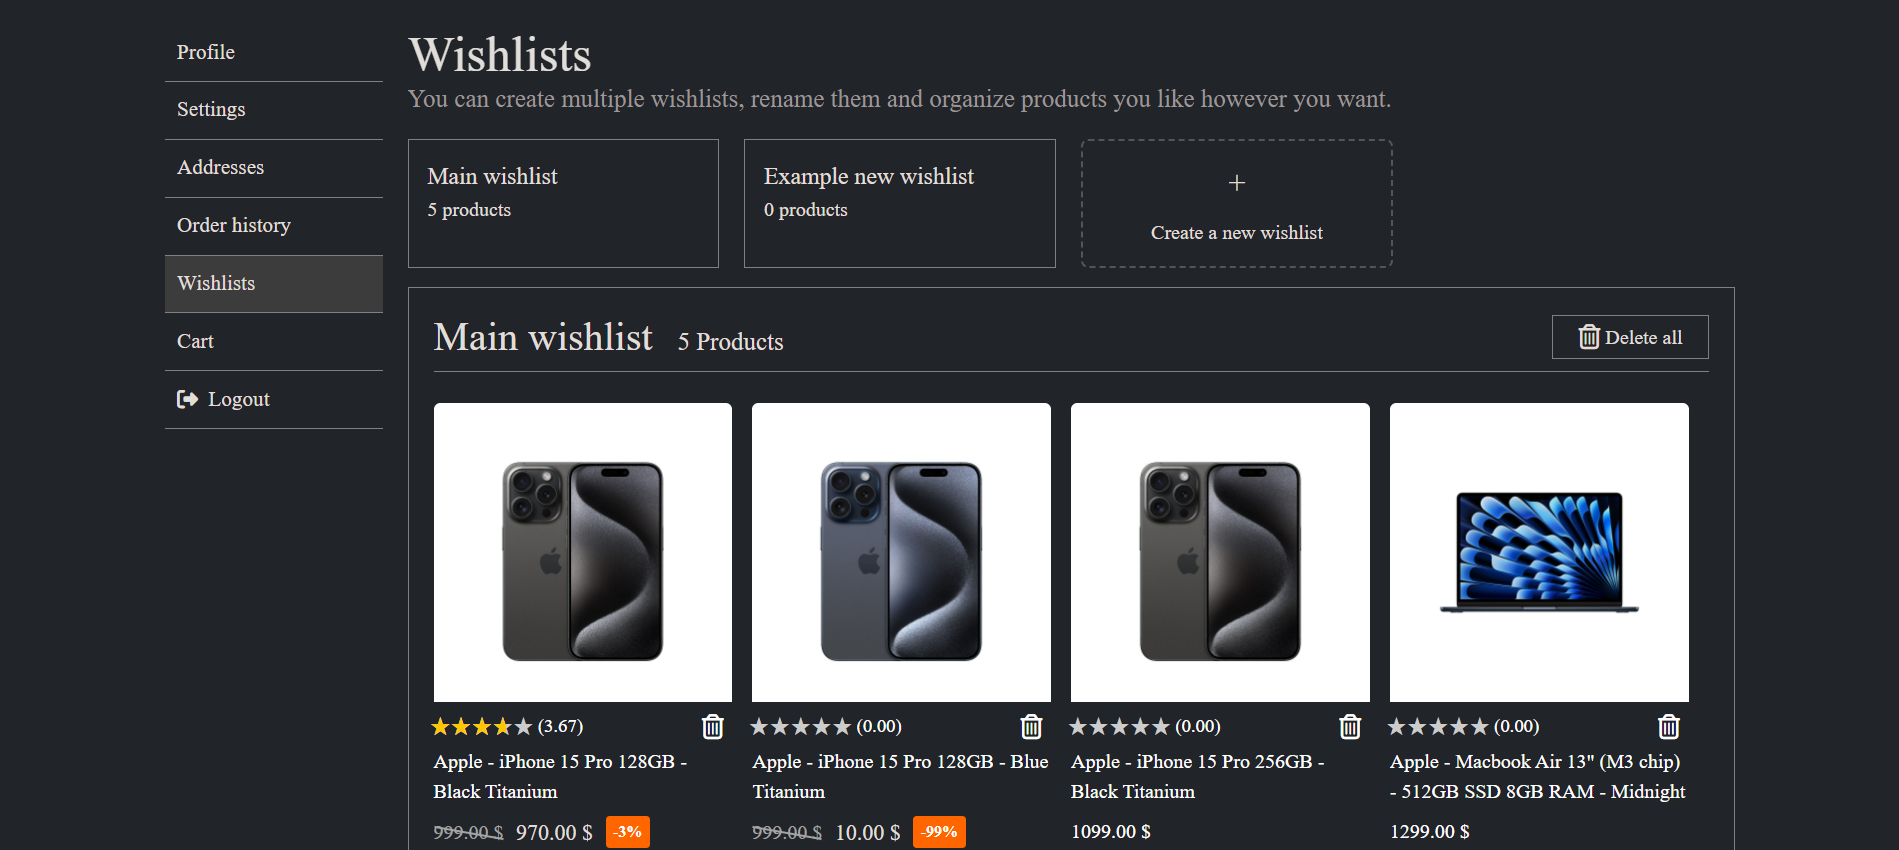 Profile
Settings
Addresses
Order history
Wishlists
Cart
Logout
Wishlists
You can create multiple wishlists, rename them and organize products you like however you want.
Main wishlist
5 products
Example new wishlist
0 products
+
Create a new wishlist
Main wishlist 5 Products
Delete all
(3.67)
Apple - iPhone 15 Pro 128GB -
Black Titanium
999.00 $ 970.00 $ -3%
(0.00)
Apple - iPhone 15 Pro 128GB - Blue
Titanium
999.00 $ 10.00 $ -99%
(0.00)
Apple - iPhone 15 Pro 256GB -
Black Titanium
1099.00 $
(0.00)
Apple - Macbook Air 13" (M3 chip)
- 512GB SSD 8GB RAM - Midnight
1299.00 $